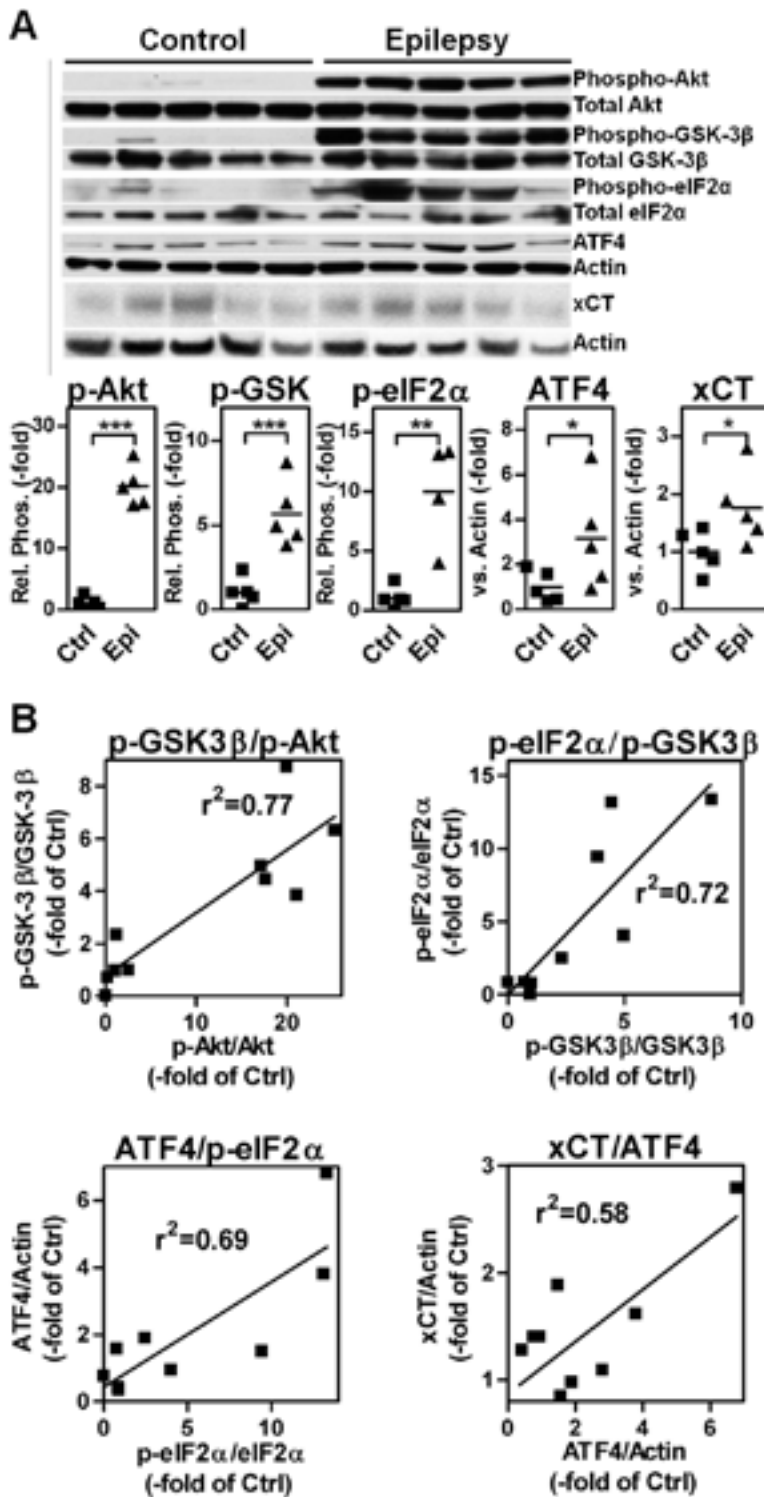 A
Control Epilepsy
Phospho-Akt
Total Akt
Phospho-GSK-3β
Total GSK-3β
Phospho-eIF2α
Total eIF2α
ATF4
Actin
xCT
Actin
p-Akt p-GSK p-eIF2α ATF4 xCT
Rel. Phos. (-fold)
30
20
10
0
***
Ctrl Epi
Rel. Phos. (-fold)
10
5
0
***
Ctrl Epi
Rel. Phos. (-fold)
15
10
5
0
**
Ctrl Epi
vs. Actin (-fold)
8
6
4
2
0
*
Ctrl Epi
vs. Actin (-fold)
3
2
1
0
*
Ctrl Epi
B
p-GSK3β/p-Akt
p-GSK-3β/GSK-3β
(-fold of Ctrl)
8
6
4
2
0
r²=0.77
0 10 20
p-Akt/Akt
(-fold of Ctrl)
p-eIF2α/p-GSK3β
p-eIF2α/eIF2α
(-fold of Ctrl)
15
10
5
0
r²=0.72
0 5 10
p-GSK3β/GSK3β
(-fold of Ctrl)
ATF4/p-eIF2α
ATF4/Actin
(-fold of Ctrl)
6
4
2
0
r²=0.69
0 5 10
p-eIF2α/eIF2α
(-fold of Ctrl)
xCT/ATF4
xCT/Actin
(-fold of Ctrl)
3
2
1
r²=0.58
0 2 4 6
ATF4/Actin
(-fold of Ctrl)